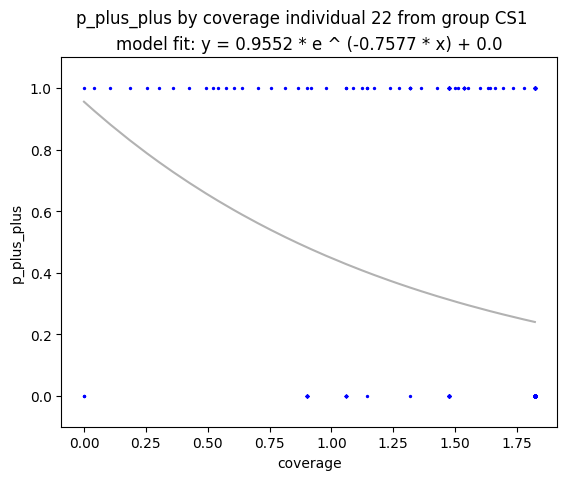 p_plus_plus by coverage individual 22 from group CS1
model fit: y = 0.9552 * e ^ (-0.7577 * x) + 0.0
1.0
0.8
0.6
0.4
0.2
0.0
p_plus_plus
0.00 0.25 0.50 0.75 1.00 1.25 1.50 1.75
coverage